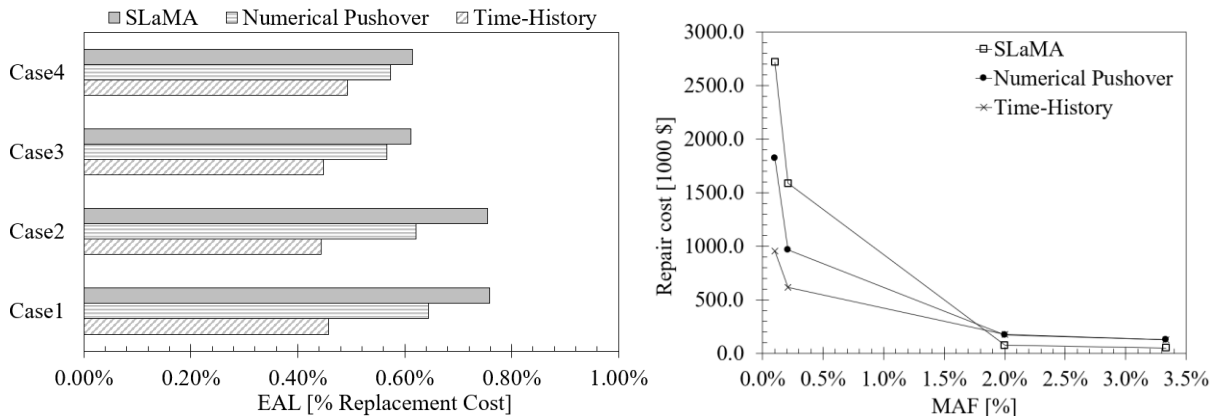 SLaMA Numerical Pushover Time-History
Case4
Case3
Case2
Case1
0.00% 0.20% 0.40% 0.60% 0.80% 1.00%
EAL [% Replacement Cost]
Repair cost [1000 $]
3000.0
2500.0
2000.0
1500.0
1000.0
500.0
0.0
SLaMA
Numerical Pushover
Time-History
0.0% 0.5% 1.0% 1.5% 2.0% 2.5% 3.0% 3.5%
MAF [%]